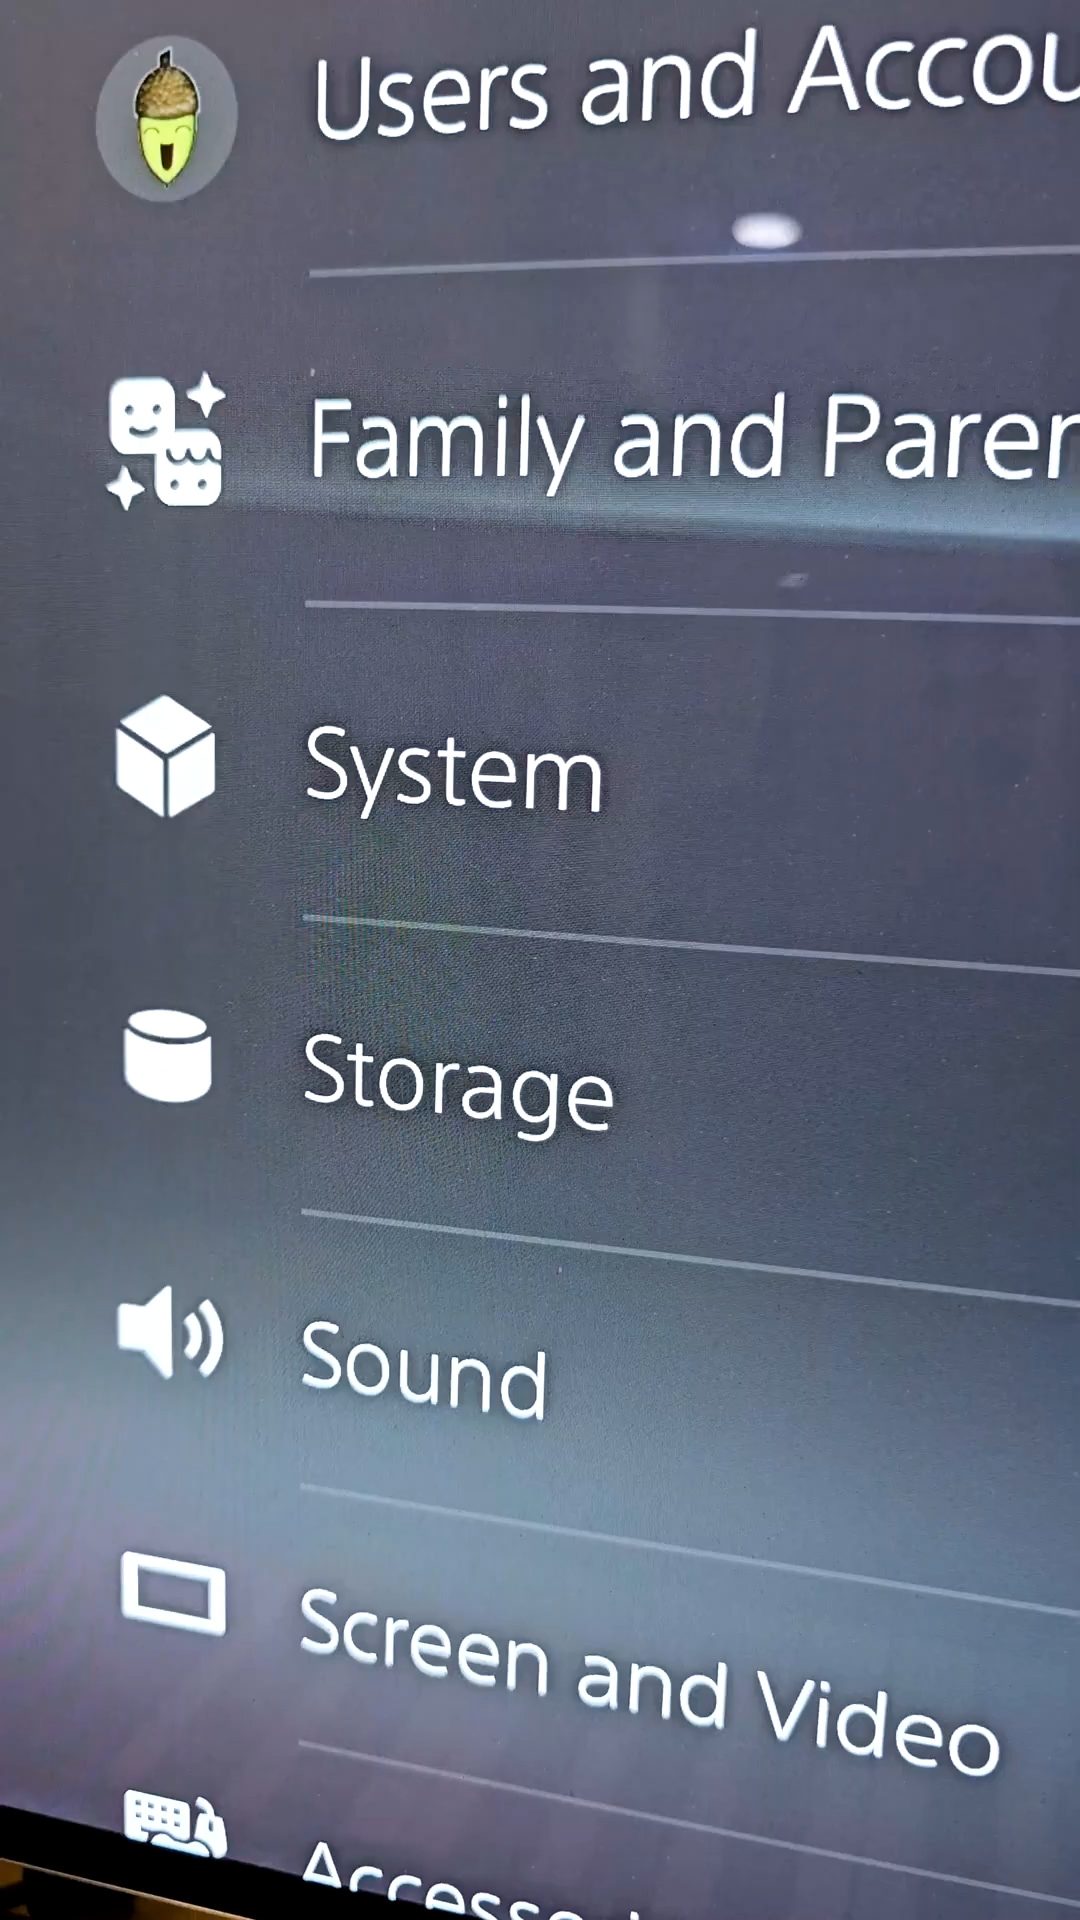 Users and Accou
Family and Paren
System
Storage
Sound
Screen and Video